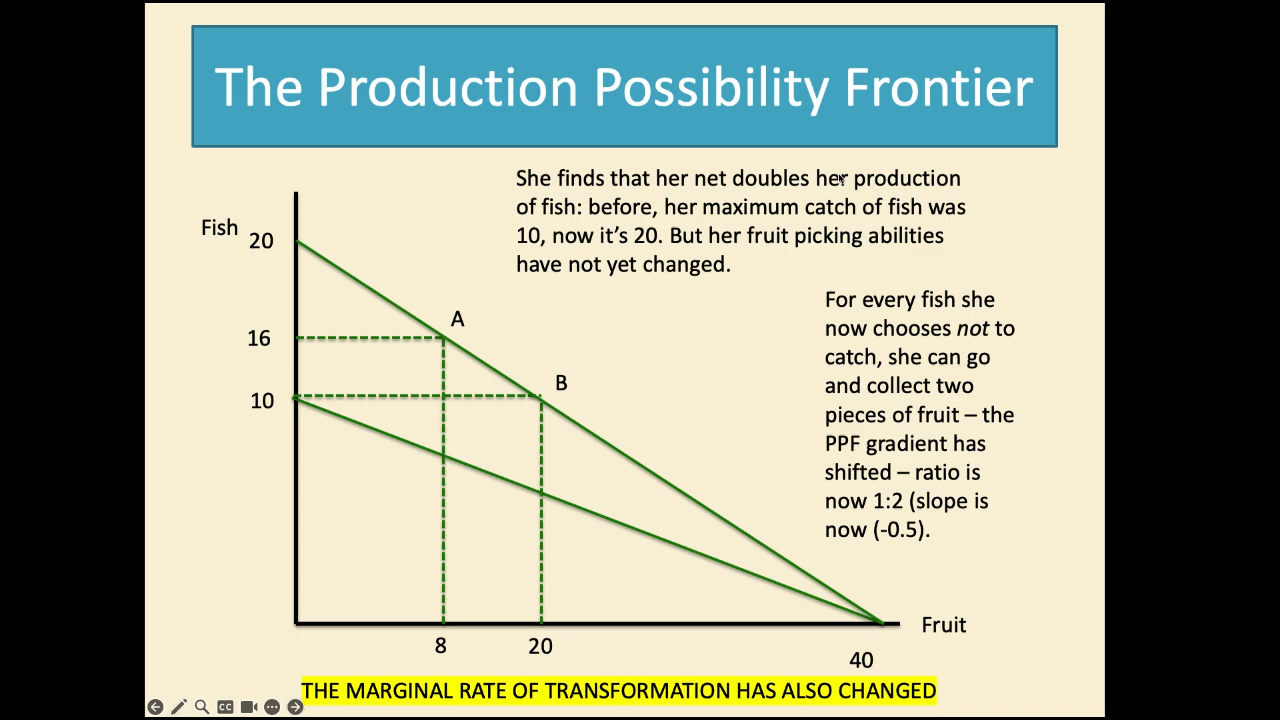 The Production Possibility Frontier
She finds that her net doubles her production
of fish: before, her maximum catch of fish was
10, now it's 20. But her fruit picking abilities
have not yet changed.
Fish
20
A
16
B
10
For every fish she
now chooses not to
catch, she can go
and collect two
pieces of fruit – the
PPF gradient has
shifted – ratio is
now 1:2 (slope is
now (-0.5).
Fruit
8
20
40
THE MARGINAL RATE OF TRANSFORMATION HAS ALSO CHANGED
CC